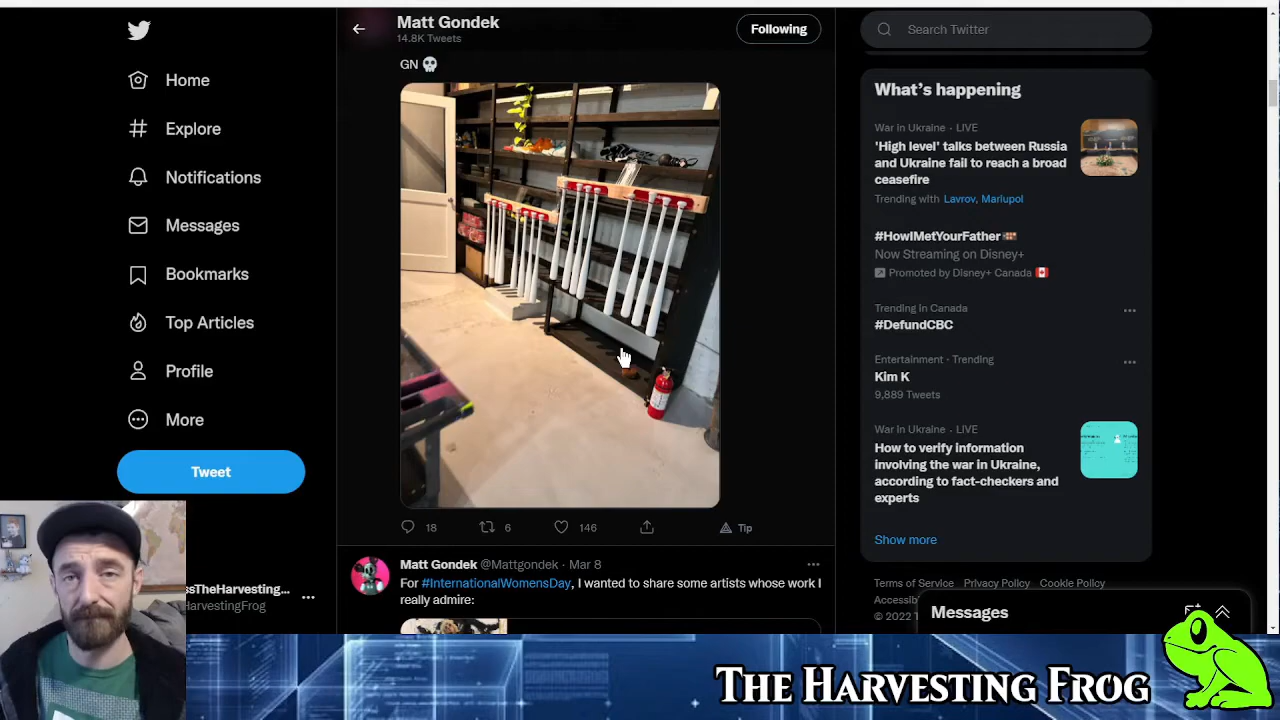 Home
Explore
Notifications
Messages
Bookmarks
Top Articles
Profile
More
Tweet
sTheHarvesting...
HarvestingFrog
Matt Gondek
14.8K Tweets
Following
GN
18
6
146
Tip
Matt Gondek @Mattgondek · Mar 8
For #InternationalWomensDay, I wanted to share some artists whose work I
really admire:
Search Twitter
What's happening
War in Ukraine · LIVE
'High level' talks between Russia
and Ukraine fail to reach a broad
ceasefire
Trending with Lavrov, Mariupol
#HowIMetYourFather
Now Streaming on Disney+
Promoted by Disney+ Canada
Trending in Canada
#DefundCBC
Entertainment · Trending
Kim K
9,889 Tweets
War in Ukraine · LIVE
How to verify information
involving the war in Ukraine,
according to fact-checkers and
experts
Show more
Terms of Service Privacy Policy Cookie Policy
Accessib
© 2022
Messages
The Harvesting Frog